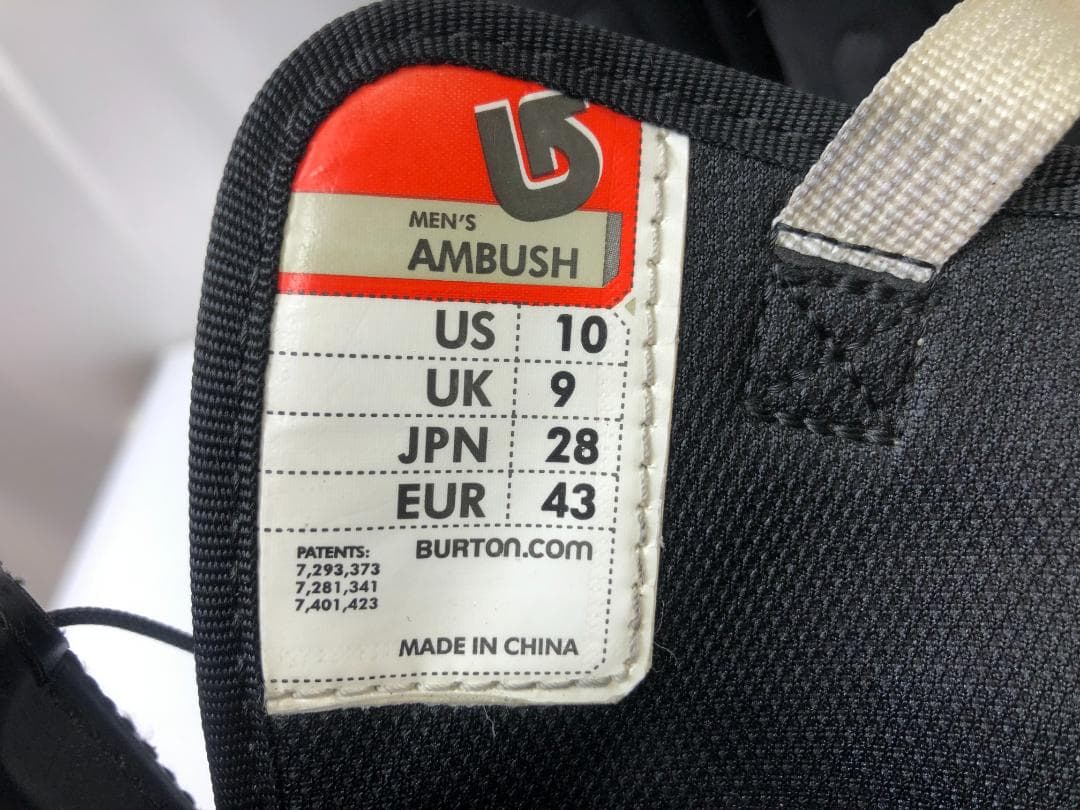 MEN'S
AMBUSH
US 10
UK 9
JPN 28
EUR 43
PATENTS:
7,293,373
7,281,341
7,401,423
BURTON.COM
MADE IN CHINA